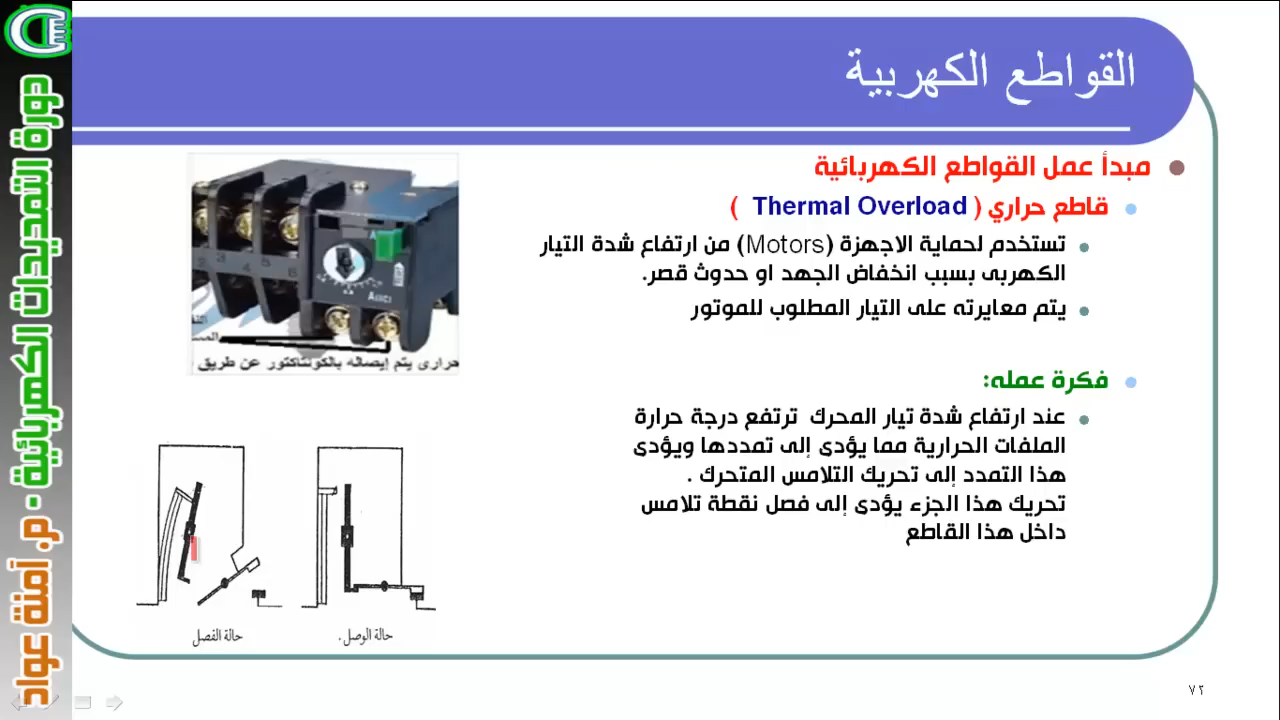 القواطع الكهربية
مبدأ عمل القواطع الكهربائية
قاطع حراري ( Thermal Overload )
تستخدم لحماية الاجهزة (Motors) من ارتفاع شدة التيار
الكهربى بسبب انخفاض الجهد او حدوث قصر.
يتم معايرته على التيار المطلوب للموتور
حرارى يتم إيصاله بالكونتاكتور عن طريق
فكرة عمله:
عند ارتفاع شدة تيار المحرك ترتفع درجة حرارة
الملفات الحرارية مما يؤدى إلى تمددها ويؤدى
هذا التمدد إلى تحريك التلامس المتحرك .
تحريك هذا الجزء يؤدى إلى فصل نقطة تلامس
داخل هذا القاطع
حالة الوصل .
حالة الفصل
٧٢
دورة التمديدات الكهربائية - م. آمنة عواد